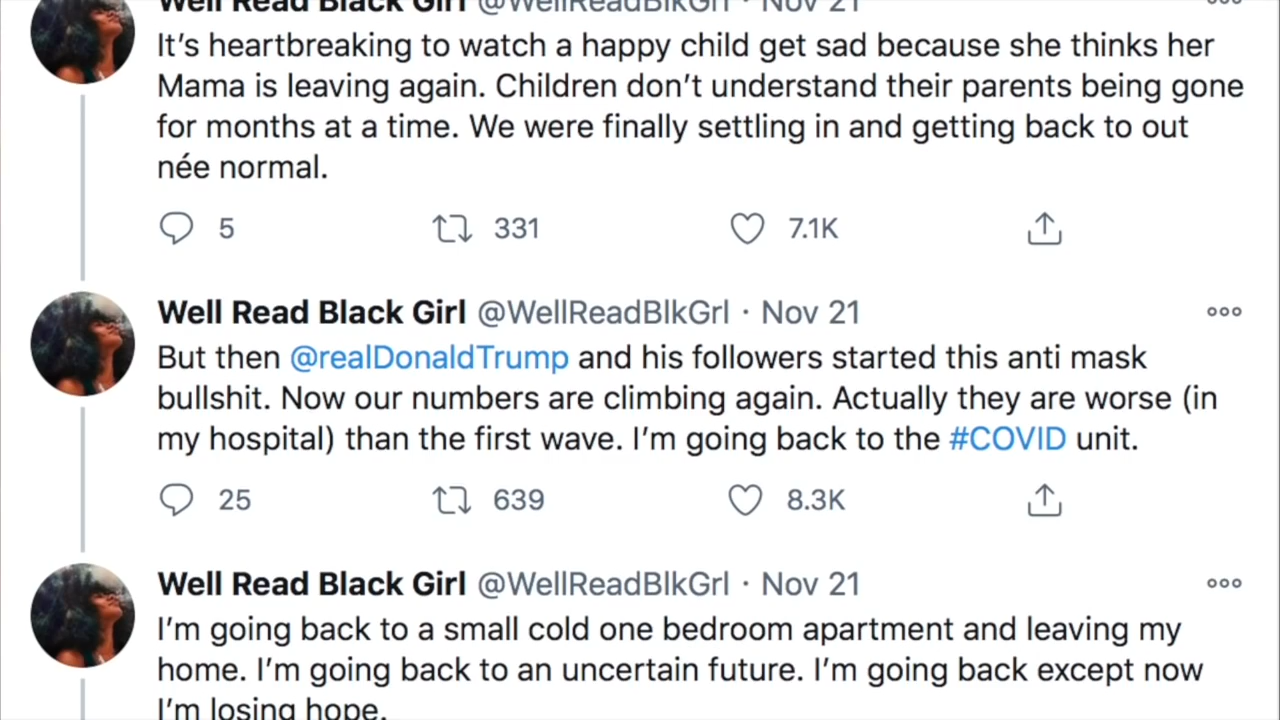 Well Read Black Girl @WellReadBlkGrl · Nov 21
It's heartbreaking to watch a happy child get sad because she thinks her
Mama is leaving again. Children don't understand their parents being gone
for months at a time. We were finally settling in and getting back to out
née normal.
5 331 7.1K
Well Read Black Girl @WellReadBlkGrl · Nov 21
But then @realDonaldTrump and his followers started this anti mask
bullshit. Now our numbers are climbing again. Actually they are worse (in
my hospital) than the first wave. I'm going back to the #COVID unit.
25 639 8.3K
Well Read Black Girl @WellReadBlkGrl · Nov 21
I'm going back to a small cold one bedroom apartment and leaving my
home. I'm going back to an uncertain future. I'm going back except now
I'm losing hope.